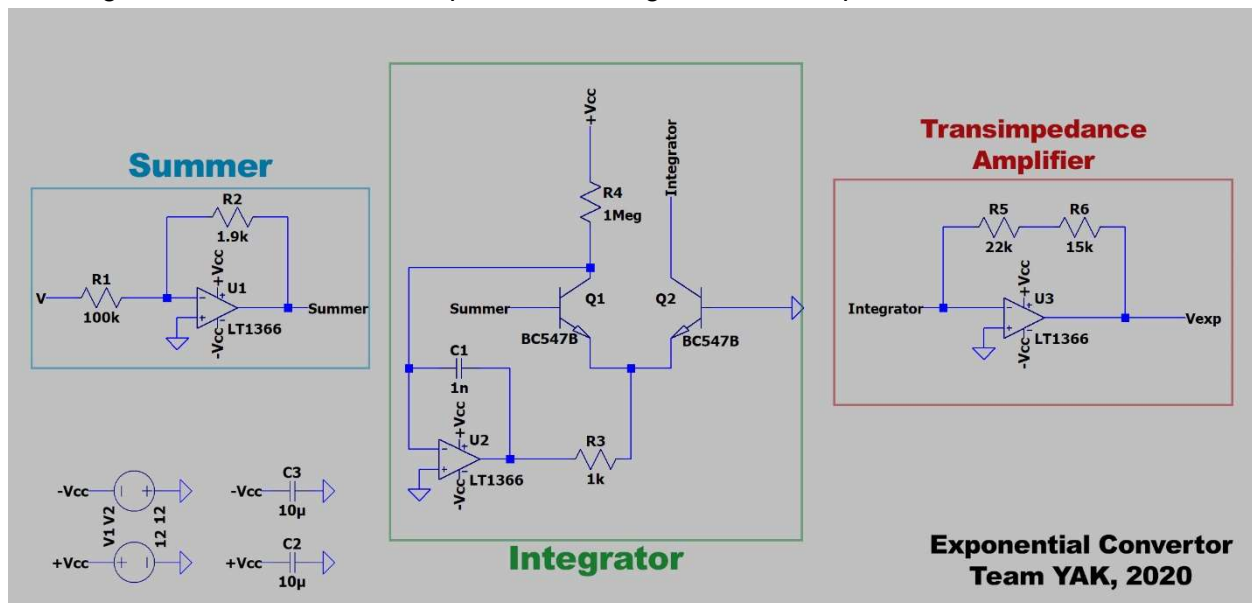 Summer
R2
1.9k
+Vcc
R1
U1
V
100k
Summer
LT1366
-Vcc
+Vcc
Integrator
R4
1Meg
Summer
Q1
Q2
BC547B
BC547B
C1
1n
+Vcc
U2
R3
LT1366
1k
-Vcc
Integrator
Transimpedance
Amplifier
R5
R6
22k
15k
+Vcc
Integrator
U3
Vexp
LT1366
-Vcc
-Vcc
V1 V2
12 12
+Vcc
C3
-Vcc
10µ
C2
+Vcc
10µ
Exponential Convertor
Team YAK, 2020